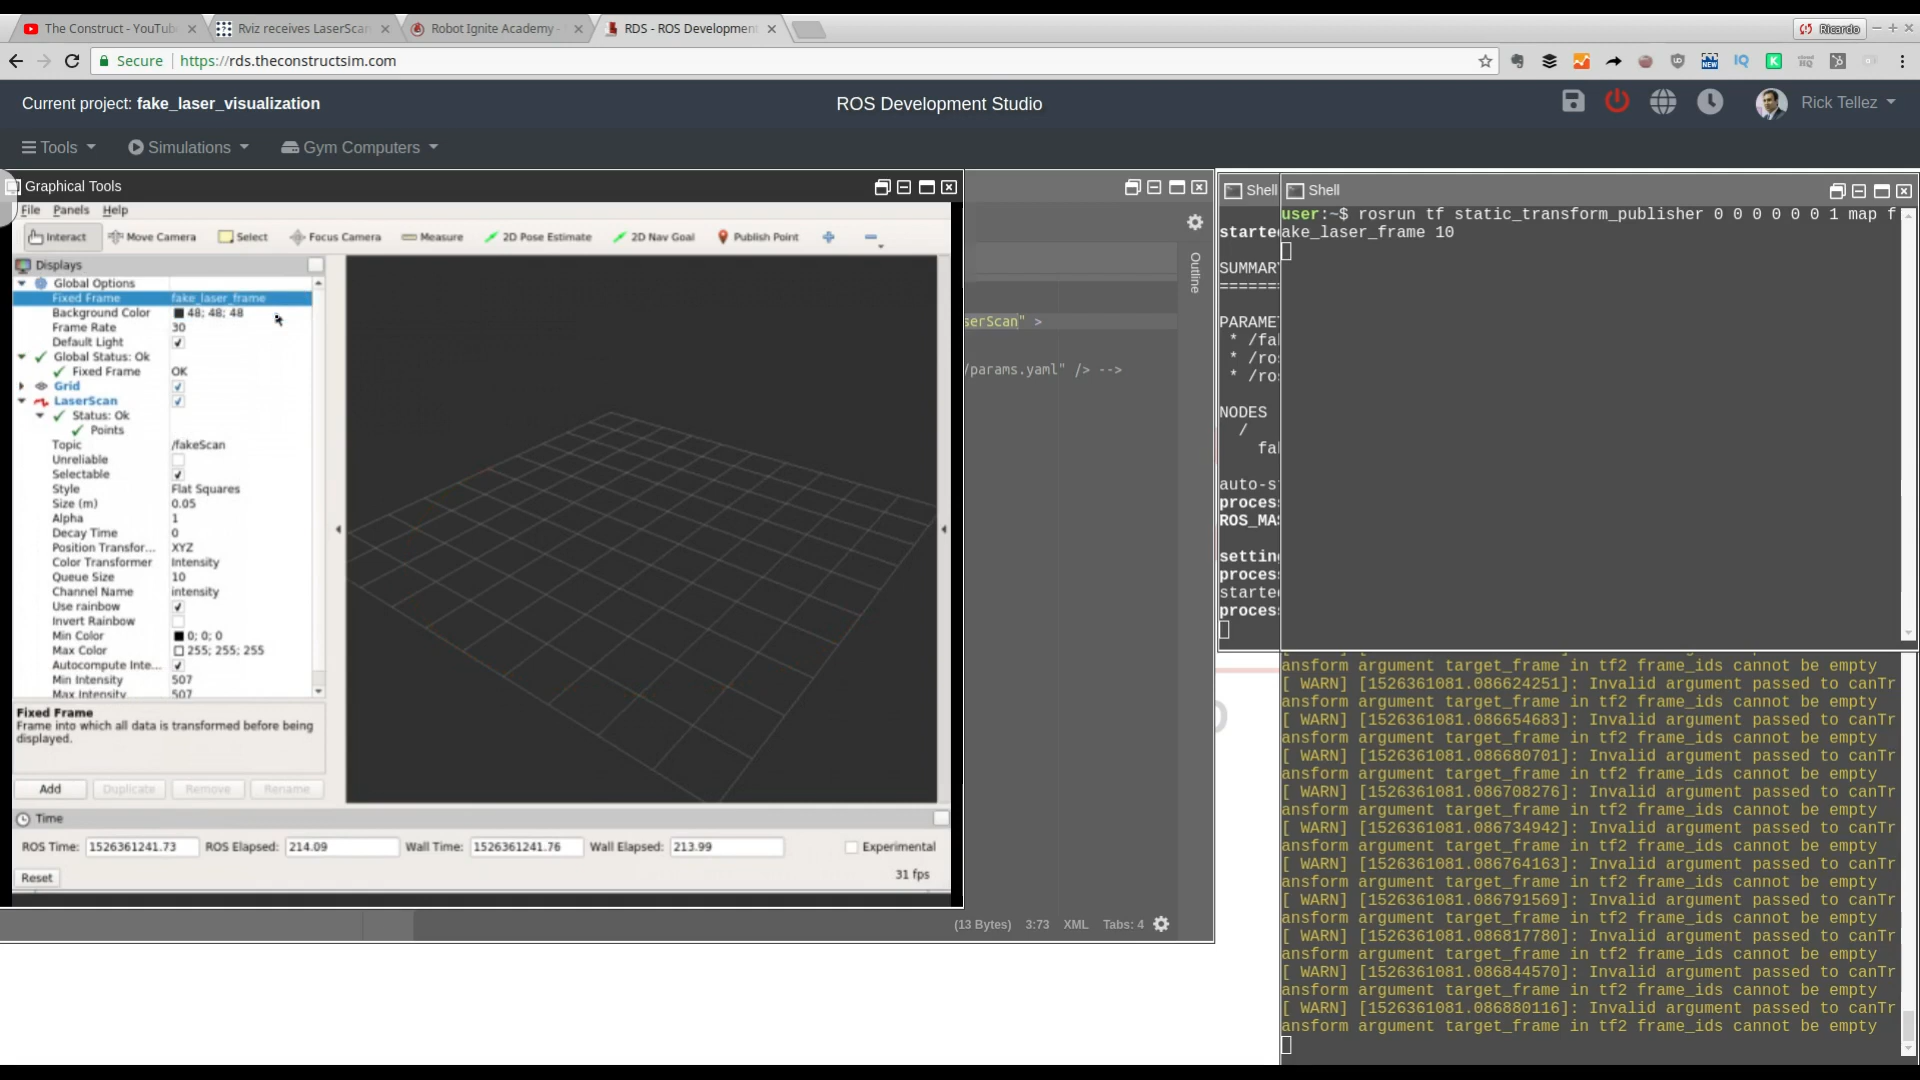 The Construct - YouTub
Rviz receives LaserScan
Robot Ignite Academy -
RDS - ROS Development
Ricardo
Secure
https://rds.theconstructsim.com
Current project: fake_laser_visualization
ROS Development Studio
Rick Tellez
Tools
Simulations
Gym Computers
Graphical Tools
File Panels Help
Interact
Move Camera
Select
Focus Camera
Measure
2D Pose Estimate
2D Nav Goal
Publish Point
Displays
Global Options
Fixed Frame fake_laser_frame
Background Color 48; 48; 48
Frame Rate 30
Default Light
Global Status: Ok
Fixed Frame OK
Grid
LaserScan
Status: Ok
Points
Topic /fakeScan
Unreliable
Selectable
Style Flat Squares
Size (m) 0.05
Alpha 1
Decay Time 0
Position Transfor... XYZ
Color Transformer Intensity
Queue Size 10
Channel Name intensity
Use rainbow
Invert Rainbow
Min Color 0; 0; 0
Max Color 255; 255; 255
Autocompute Inte...
Min Intensity 507
Max Intensity 507
Fixed Frame
Frame into which all data is transformed before being
displayed.
Add Duplicate Remove Rename
Time
ROS Time: 1526361241.73 ROS Elapsed: 214.09 Wall Time: 1526361241.76 Wall Elapsed: 213.99 Experimental
Reset
31 fps
Outline
serScan" >
/params.yaml" /> -->
(13 Bytes) 3:73 XML Tabs: 4
Shell
starte
SUMMAR
======
PARAME
* /fa
* /ro
* /ro
NODES
/
fa
auto-s
proces
ROS_MA
settin
proces
starte
proces
Shell
user:~$ rosrun tf static_transform_publisher 0 0 0 0 0 0 1 map f
ake_laser_frame 10
ansform argument target_frame in tf2 frame_ids cannot be empty
[ WARN] [1526361081.086624251]: Invalid argument passed to canTr
ansform argument target_frame in tf2 frame_ids cannot be empty
[ WARN] [1526361081.086654683]: Invalid argument passed to canTr
ansform argument target_frame in tf2 frame_ids cannot be empty
[ WARN] [1526361081.086680701]: Invalid argument passed to canTr
ansform argument target_frame in tf2 frame_ids cannot be empty
[ WARN] [1526361081.086708276]: Invalid argument passed to canTr
ansform argument target_frame in tf2 frame_ids cannot be empty
[ WARN] [1526361081.086734942]: Invalid argument passed to canTr
ansform argument target_frame in tf2 frame_ids cannot be empty
[ WARN] [1526361081.086764163]: Invalid argument passed to canTr
ansform argument target_frame in tf2 frame_ids cannot be empty
[ WARN] [1526361081.086791569]: Invalid argument passed to canTr
ansform argument target_frame in tf2 frame_ids cannot be empty
[ WARN] [1526361081.086817780]: Invalid argument passed to canTr
ansform argument target_frame in tf2 frame_ids cannot be empty
[ WARN] [1526361081.086844570]: Invalid argument passed to canTr
ansform argument target_frame in tf2 frame_ids cannot be empty
[ WARN] [1526361081.086880116]: Invalid argument passed to canTr
ansform argument target_frame in tf2 frame_ids cannot be empty